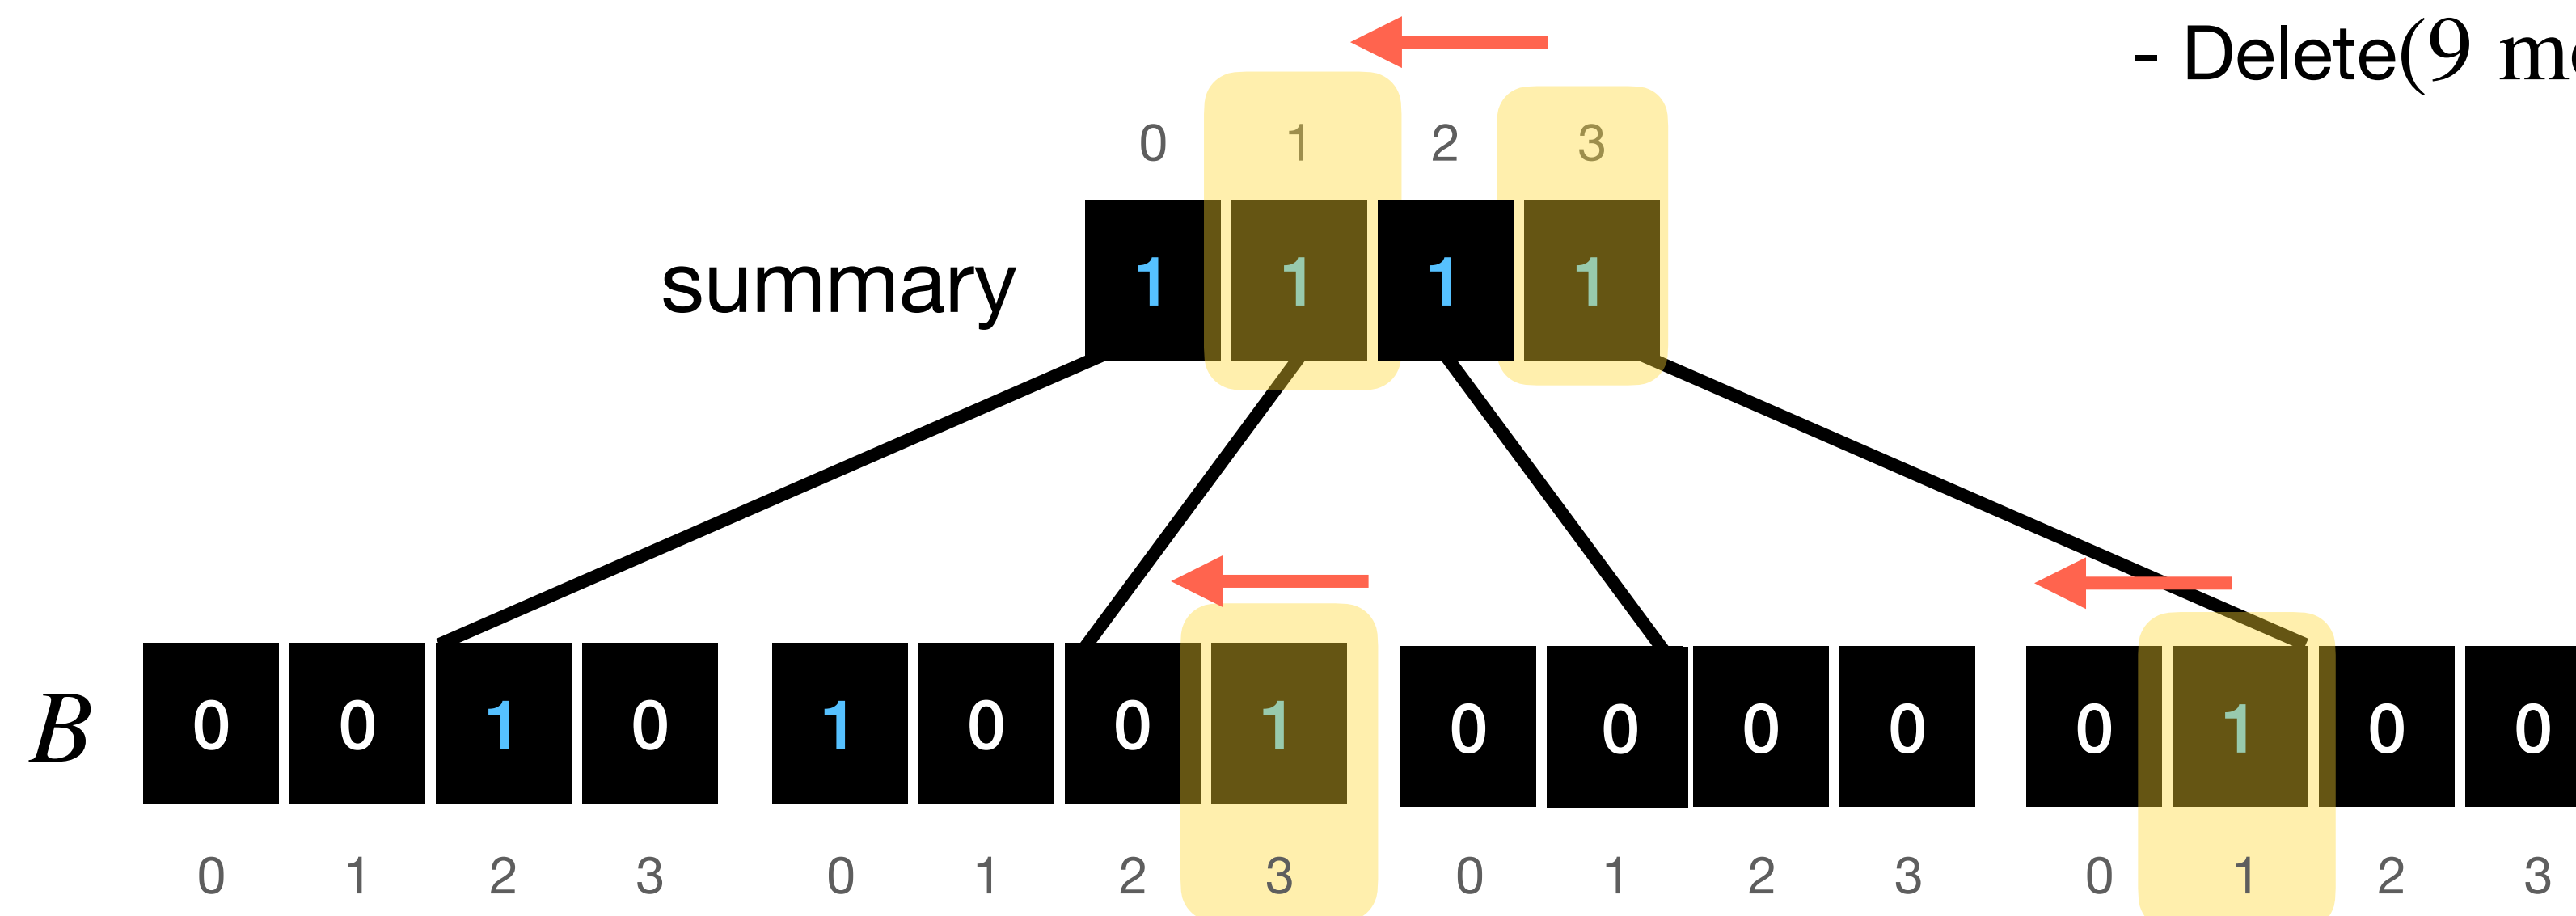 - Delete(9
0 1 2 3
summary 1 1 1 1
B 0 0 1 0 1 0 0 1 0 0 0 0 0 1 0 0
0 1 2 3 0 1 2 3 0 1 2 3 0 1 2 3